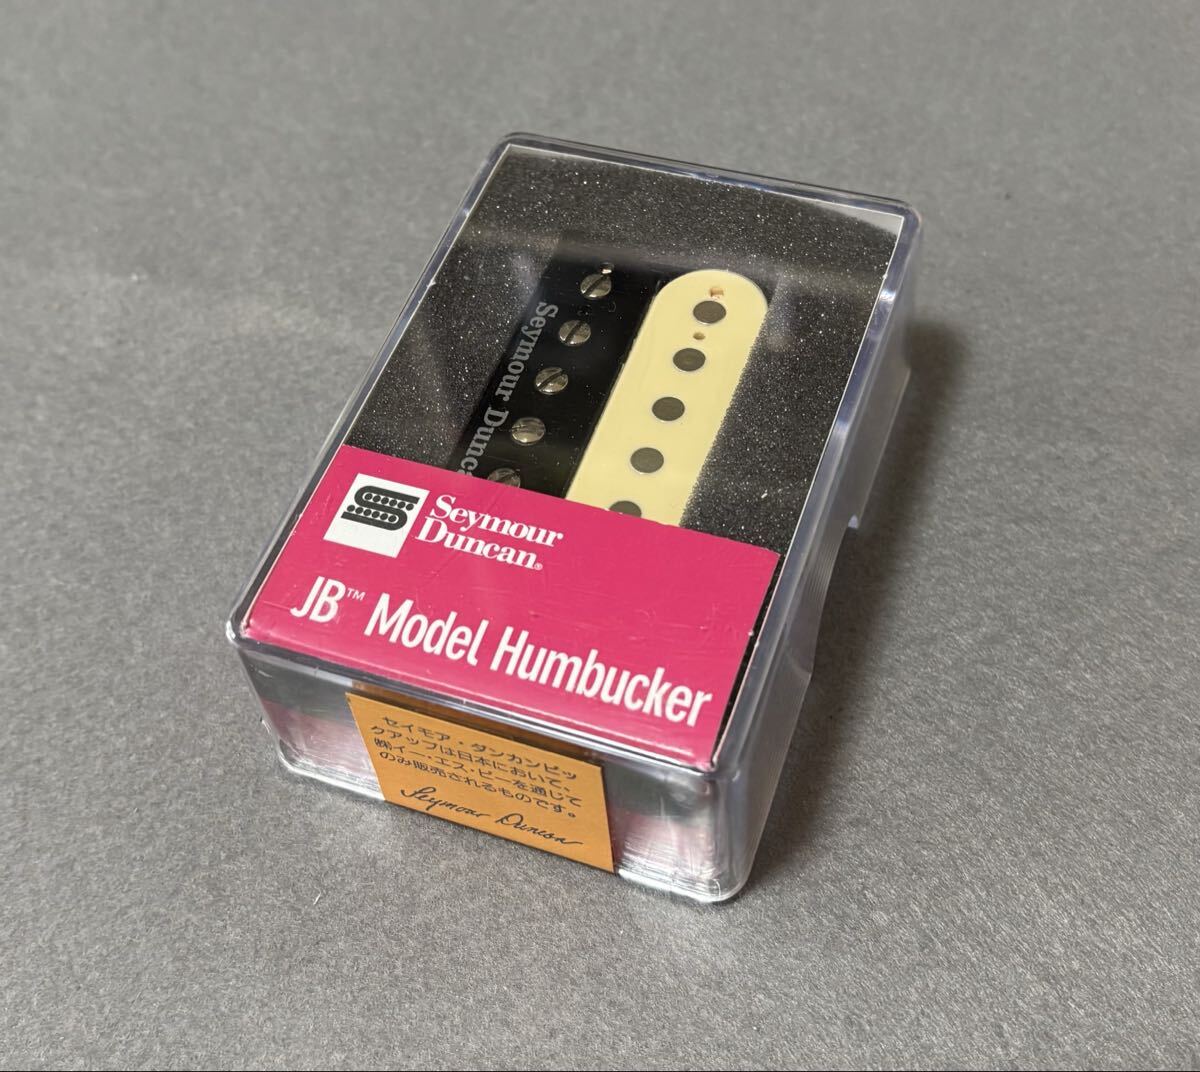 Seymour Dunca
Seymour
Duncan®
JB™ Model Humbucker
セイモア・ダンカンピッ
クアップは日本において、
㈱イー・エス・ピーを通じて
のみ販売されるものです。
Seymour Duncan